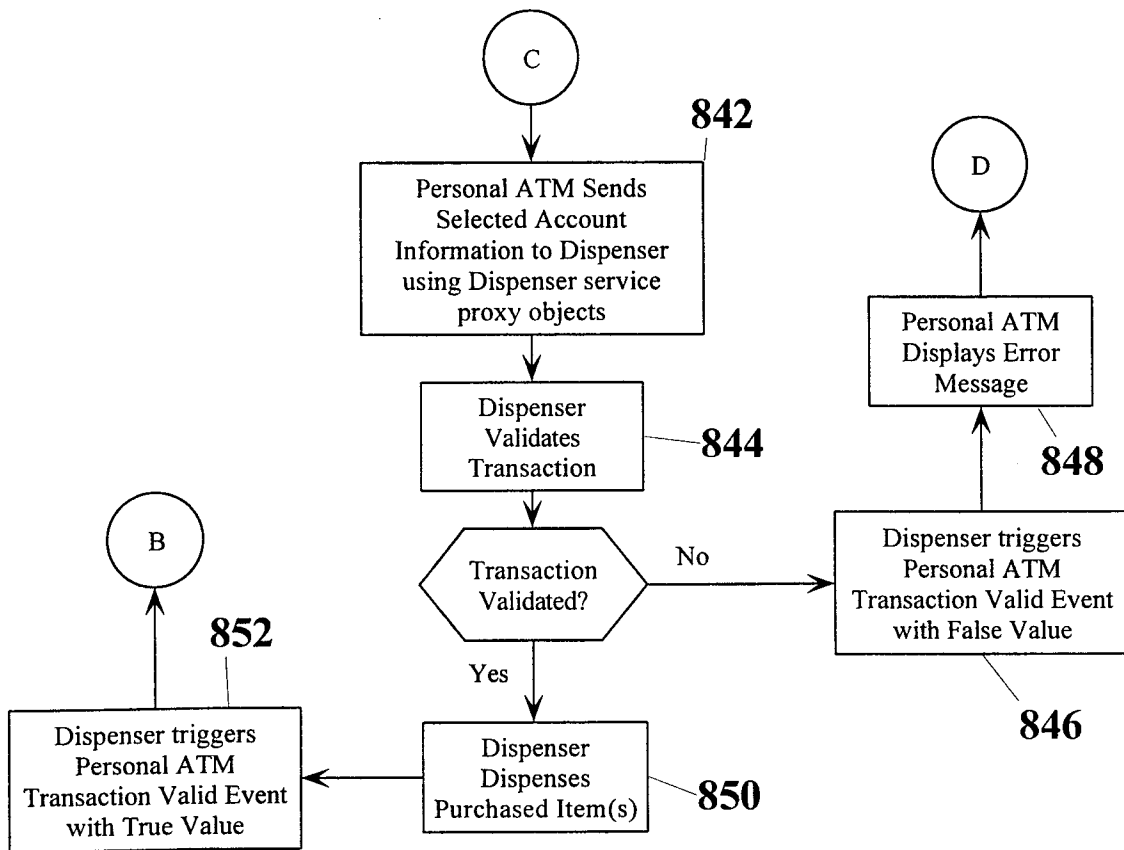 C
842
Personal ATM Sends
Selected Account
Information to Dispenser
using Dispenser service
proxy objects
D
Personal ATM
Displays Error
Message
848
Dispenser
Validates
Transaction
844
B
Transaction
Validated?
No
Yes
Dispenser triggers
Personal ATM
Transaction Valid Event
with False Value
846
852
Dispenser triggers
Personal ATM
Transaction Valid Event
with True Value
Dispenser
Dispenses
Purchased Item(s)
850